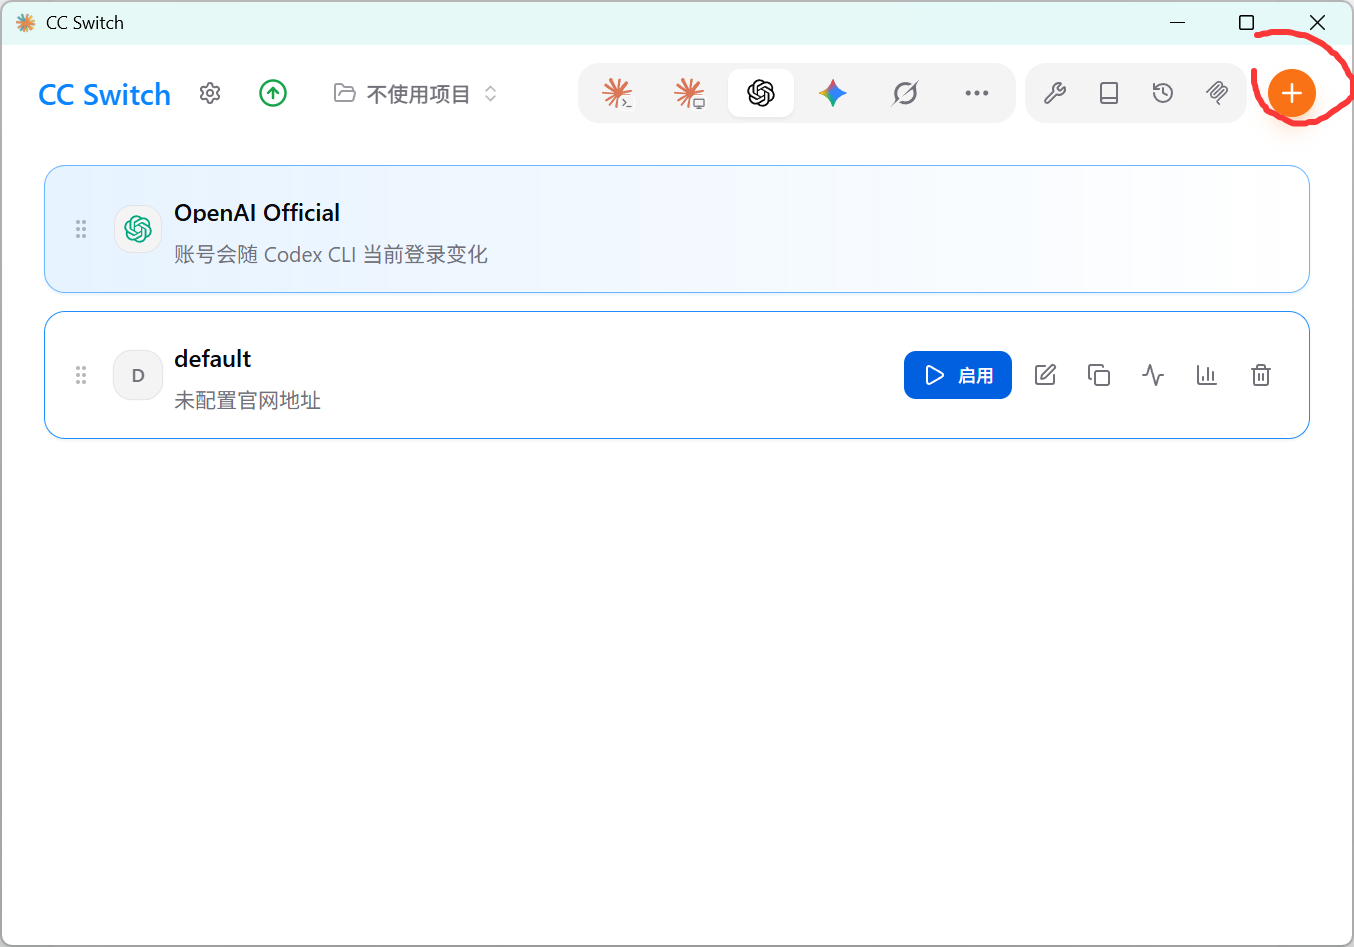 CC Switch
CC Switch
不使用项目
OpenAI Official
账号会随 Codex CLI 当前登录变化
D
default
未配置官网地址
启用